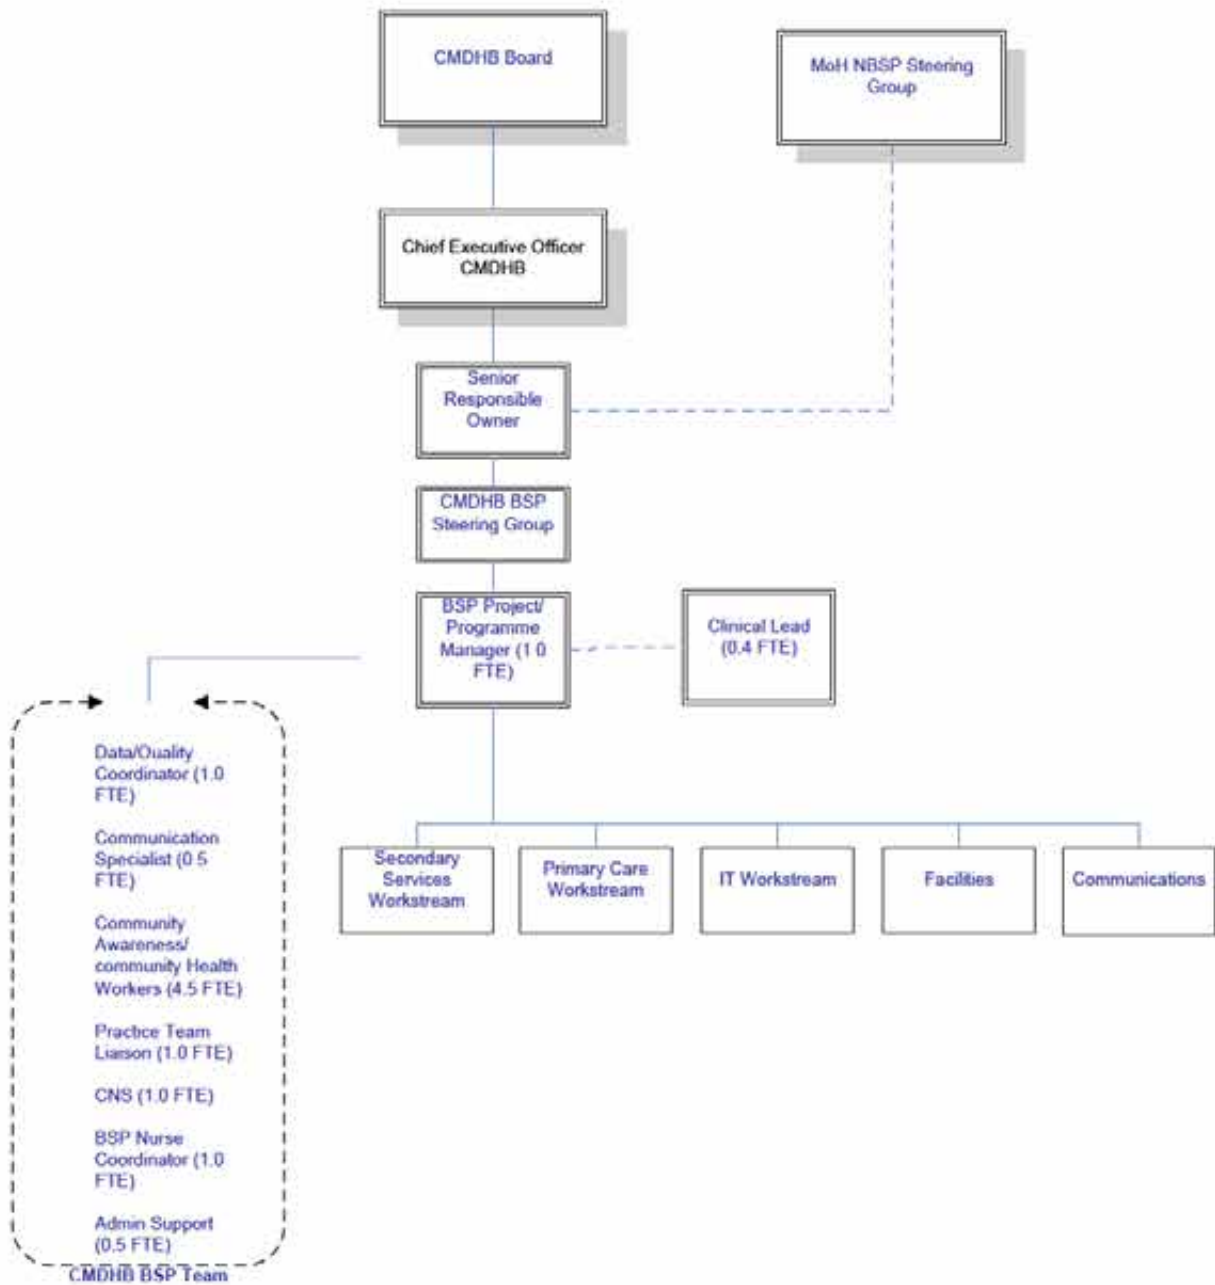 CMDHB Board
MoH NBSP Steering
Group
Chief Executive Officer
CMDHB
Senior
Responsible
Owner
CMDHB BSP
Steering Group
BSP Project/
Programme
Manager (1 0
FTE)
Clinical Lead
(0.4 FTE)
Data/Quality
Coordinator (1.0
FTE)
Communication
Specialist (0 5
FTE)
Community
Awareness/
community Health
Workers (4.5 FTE)
Practice Team
Liaison (1.0 FTE)
CNS (1.0 FTE)
BSP Nurse
Coordinator (1.0
FTE)
Admin Support
(0.5 FTE)
CMDHB BSP Team
Secondary
Services
Workstream
Primary Care
Workstream
IT Workstream
Facilities
Communications